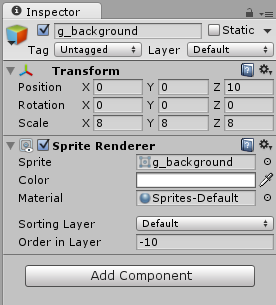 Inspector
g_background Static
Tag Untagged Layer Default
Transform
Position X 0 Y 0 Z 10
Rotation X 0 Y 0 Z 0
Scale X 8 Y 8 Z 8
Sprite Renderer
Sprite g_background
Color
Material Sprites-Default
Sorting Layer Default
Order in Layer -10
Add Component